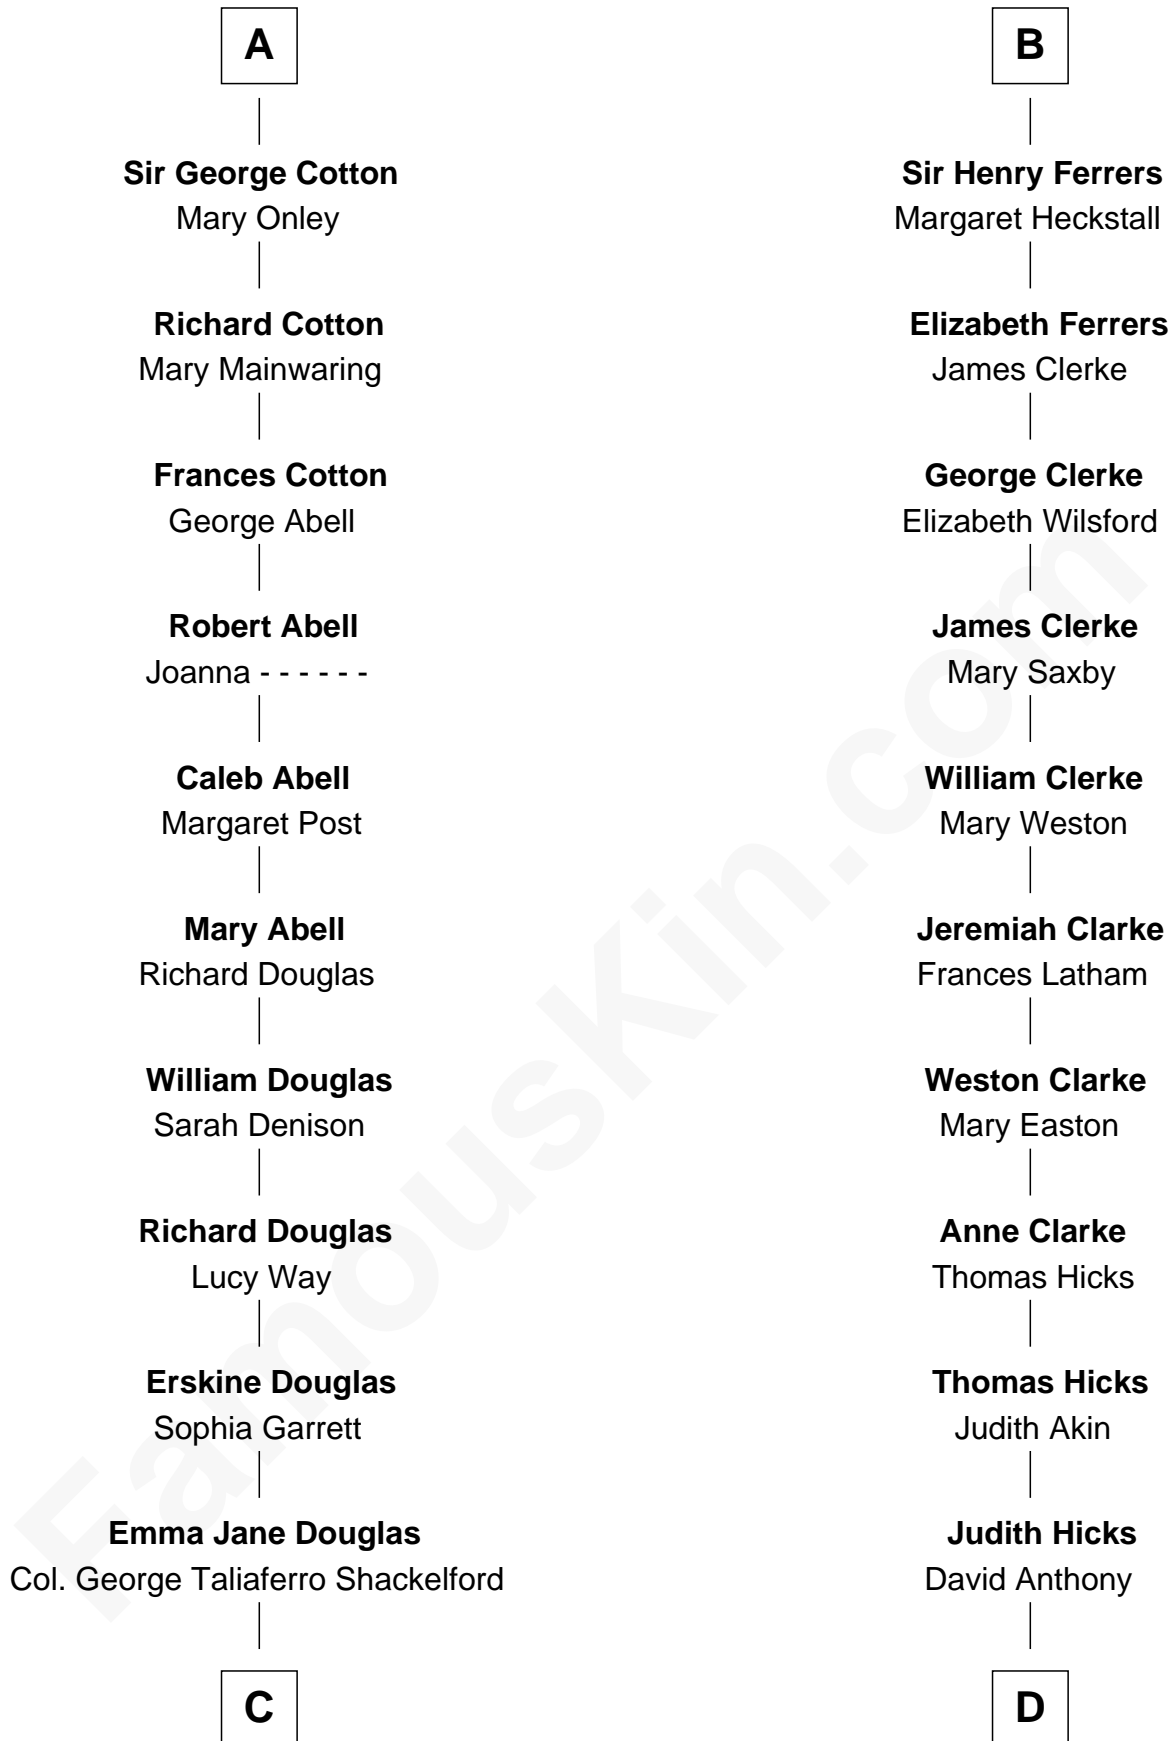 A
Sir George Cotton
Mary Onley
Richard Cotton
Mary Mainwaring
Frances Cotton
George Abell
Robert Abell
Joanna - - - - - -
Caleb Abell
Margaret Post
Mary Abell
Richard Douglas
William Douglas
Sarah Denison
Richard Douglas
Lucy Way
Erskine Douglas
Sophia Garrett
Emma Jane Douglas
Col. George Taliaferro Shackelford
C
B
Sir Henry Ferrers
Margaret Heckstall
Elizabeth Ferrers
James Clerke
George Clerke
Elizabeth Wilsford
James Clerke
Mary Saxby
William Clerke
Mary Weston
Jeremiah Clarke
Frances Latham
Weston Clarke
Mary Easton
Anne Clarke
Thomas Hicks
Thomas Hicks
Judith Akin
Judith Hicks
David Anthony
D
FamousKin.com